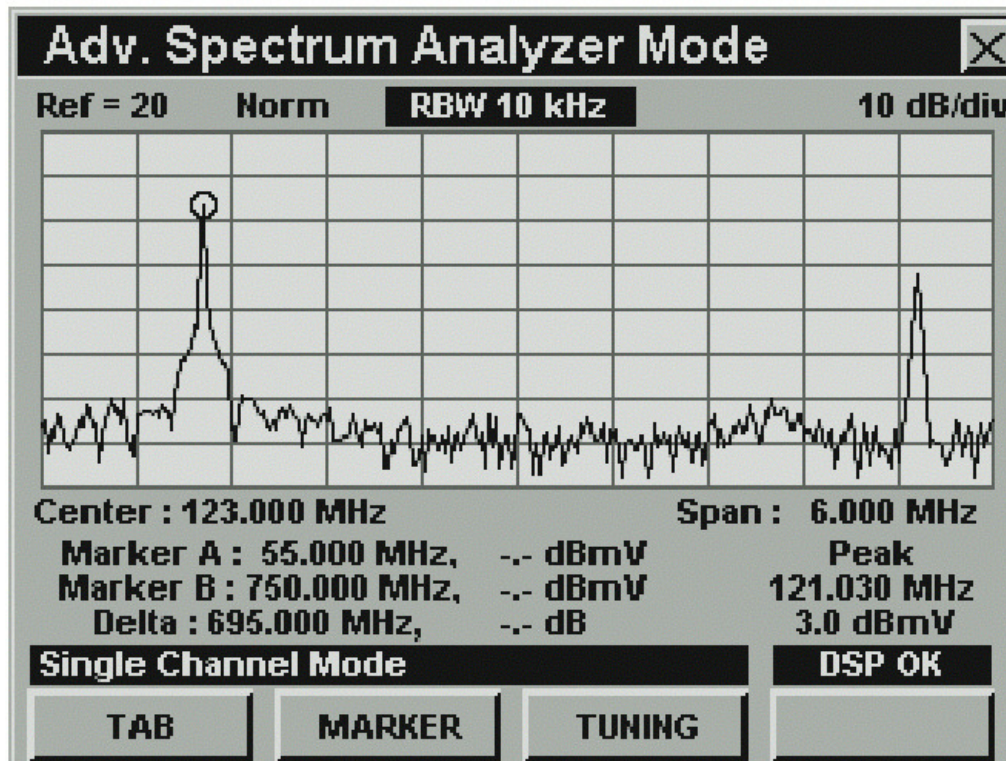 Adv. Spectrum Analyzer Mode
Ref = 20 Norm RBW 10 kHz 10 dB/div
Center : 123.000 MHz Span : 6.000 MHz
Marker A : 55.000 MHz, -.- dBmV Peak
Marker B : 750.000 MHz, -.- dBmV 121.030 MHz
Delta : 695.000 MHz, -.- dB 3.0 dBmV
Single Channel Mode DSP OK
TAB MARKER TUNING